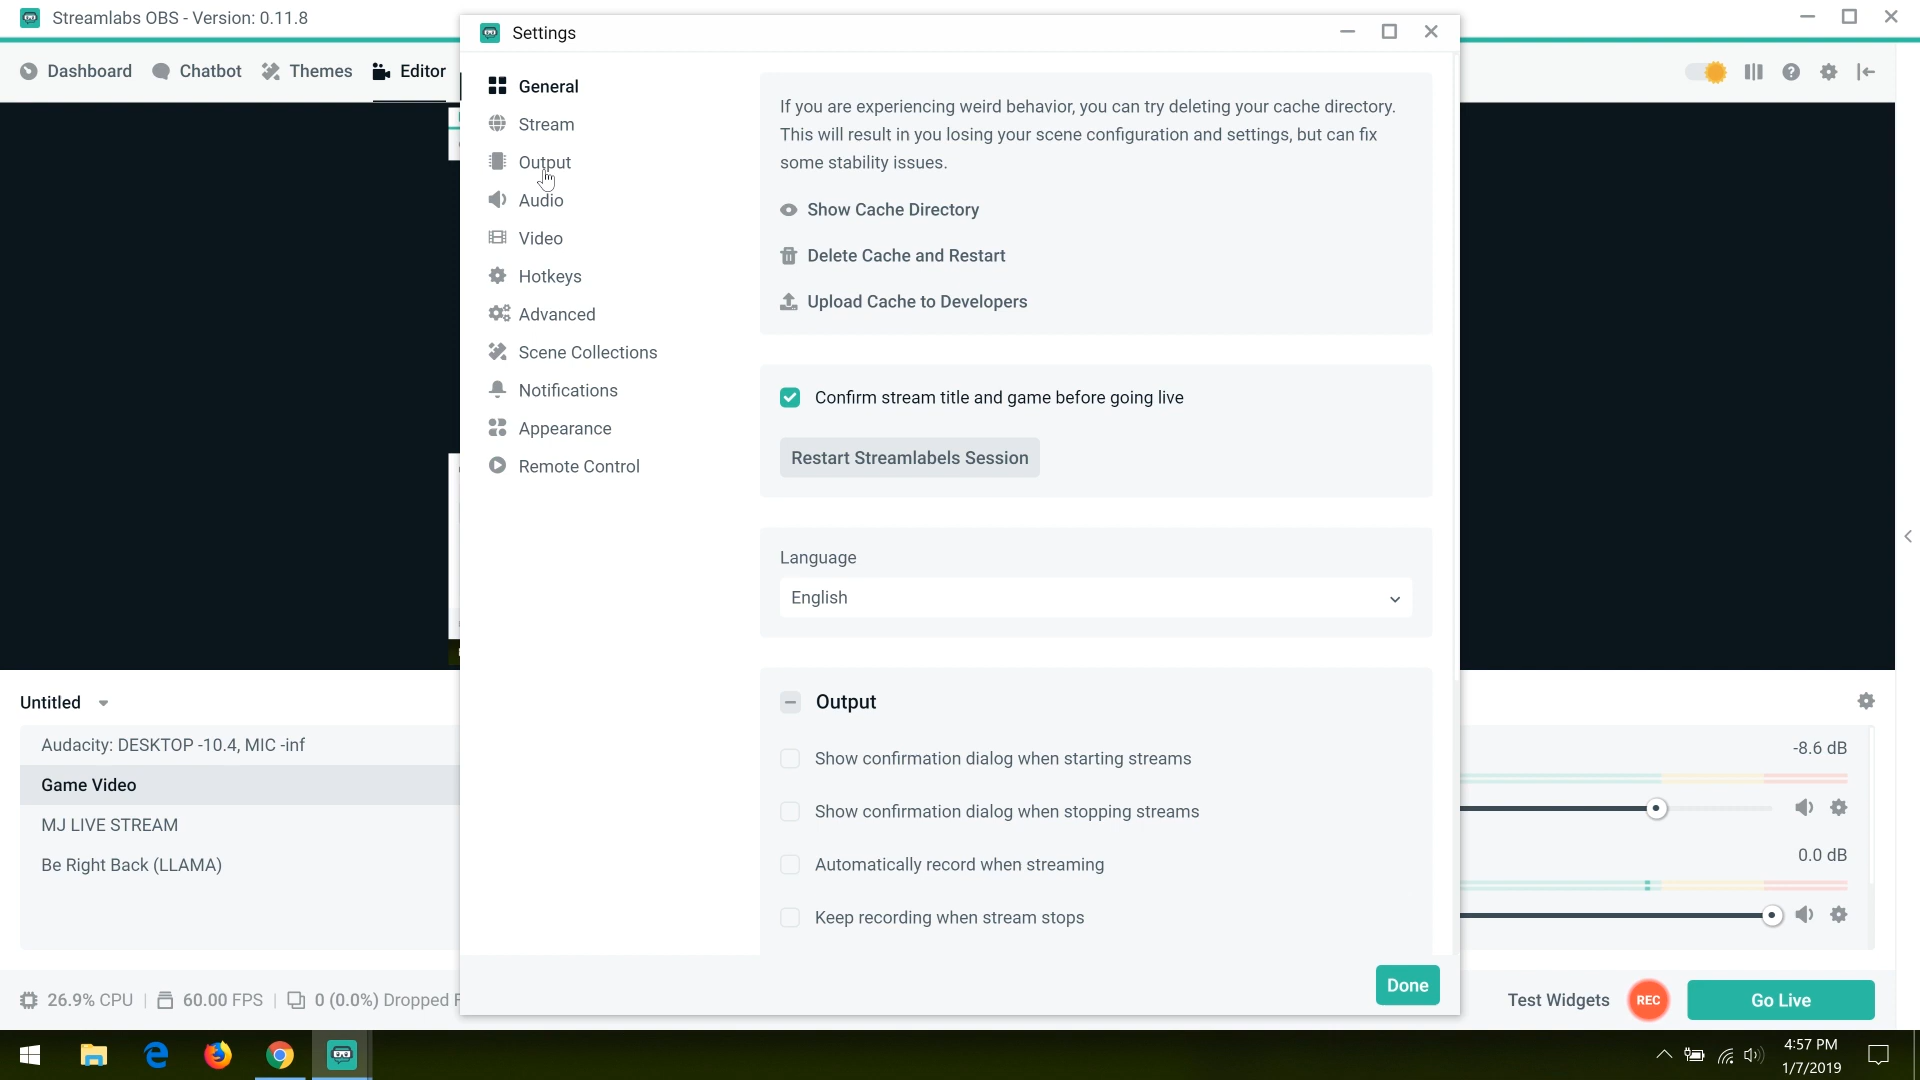 Streamlabs OBS - Version: 0.11.8
Settings
Dashboard
Chatbot
Themes
Editor
General
Stream
Output
Audio
Video
Hotkeys
Advanced
Scene Collections
Notifications
Appearance
Remote Control
If you are experiencing weird behavior, you can try deleting your cache directory.
This will result in you losing your scene configuration and settings, but can fix
some stability issues.
Show Cache Directory
Delete Cache and Restart
Upload Cache to Developers
Confirm stream title and game before going live
Restart Streamlabels Session
Language
English
Output
Show confirmation dialog when starting streams
Show confirmation dialog when stopping streams
Automatically record when streaming
Keep recording when stream stops
Done
Untitled
Audacity: DESKTOP -10.4, MIC -inf
Game Video
MJ LIVE STREAM
Be Right Back (LLAMA)
-8.6 dB
0.0 dB
26.9% CPU
60.00 FPS
0 (0.0%) Dropped F
Test Widgets
REC
Go Live
4:57 PM
1/7/2019